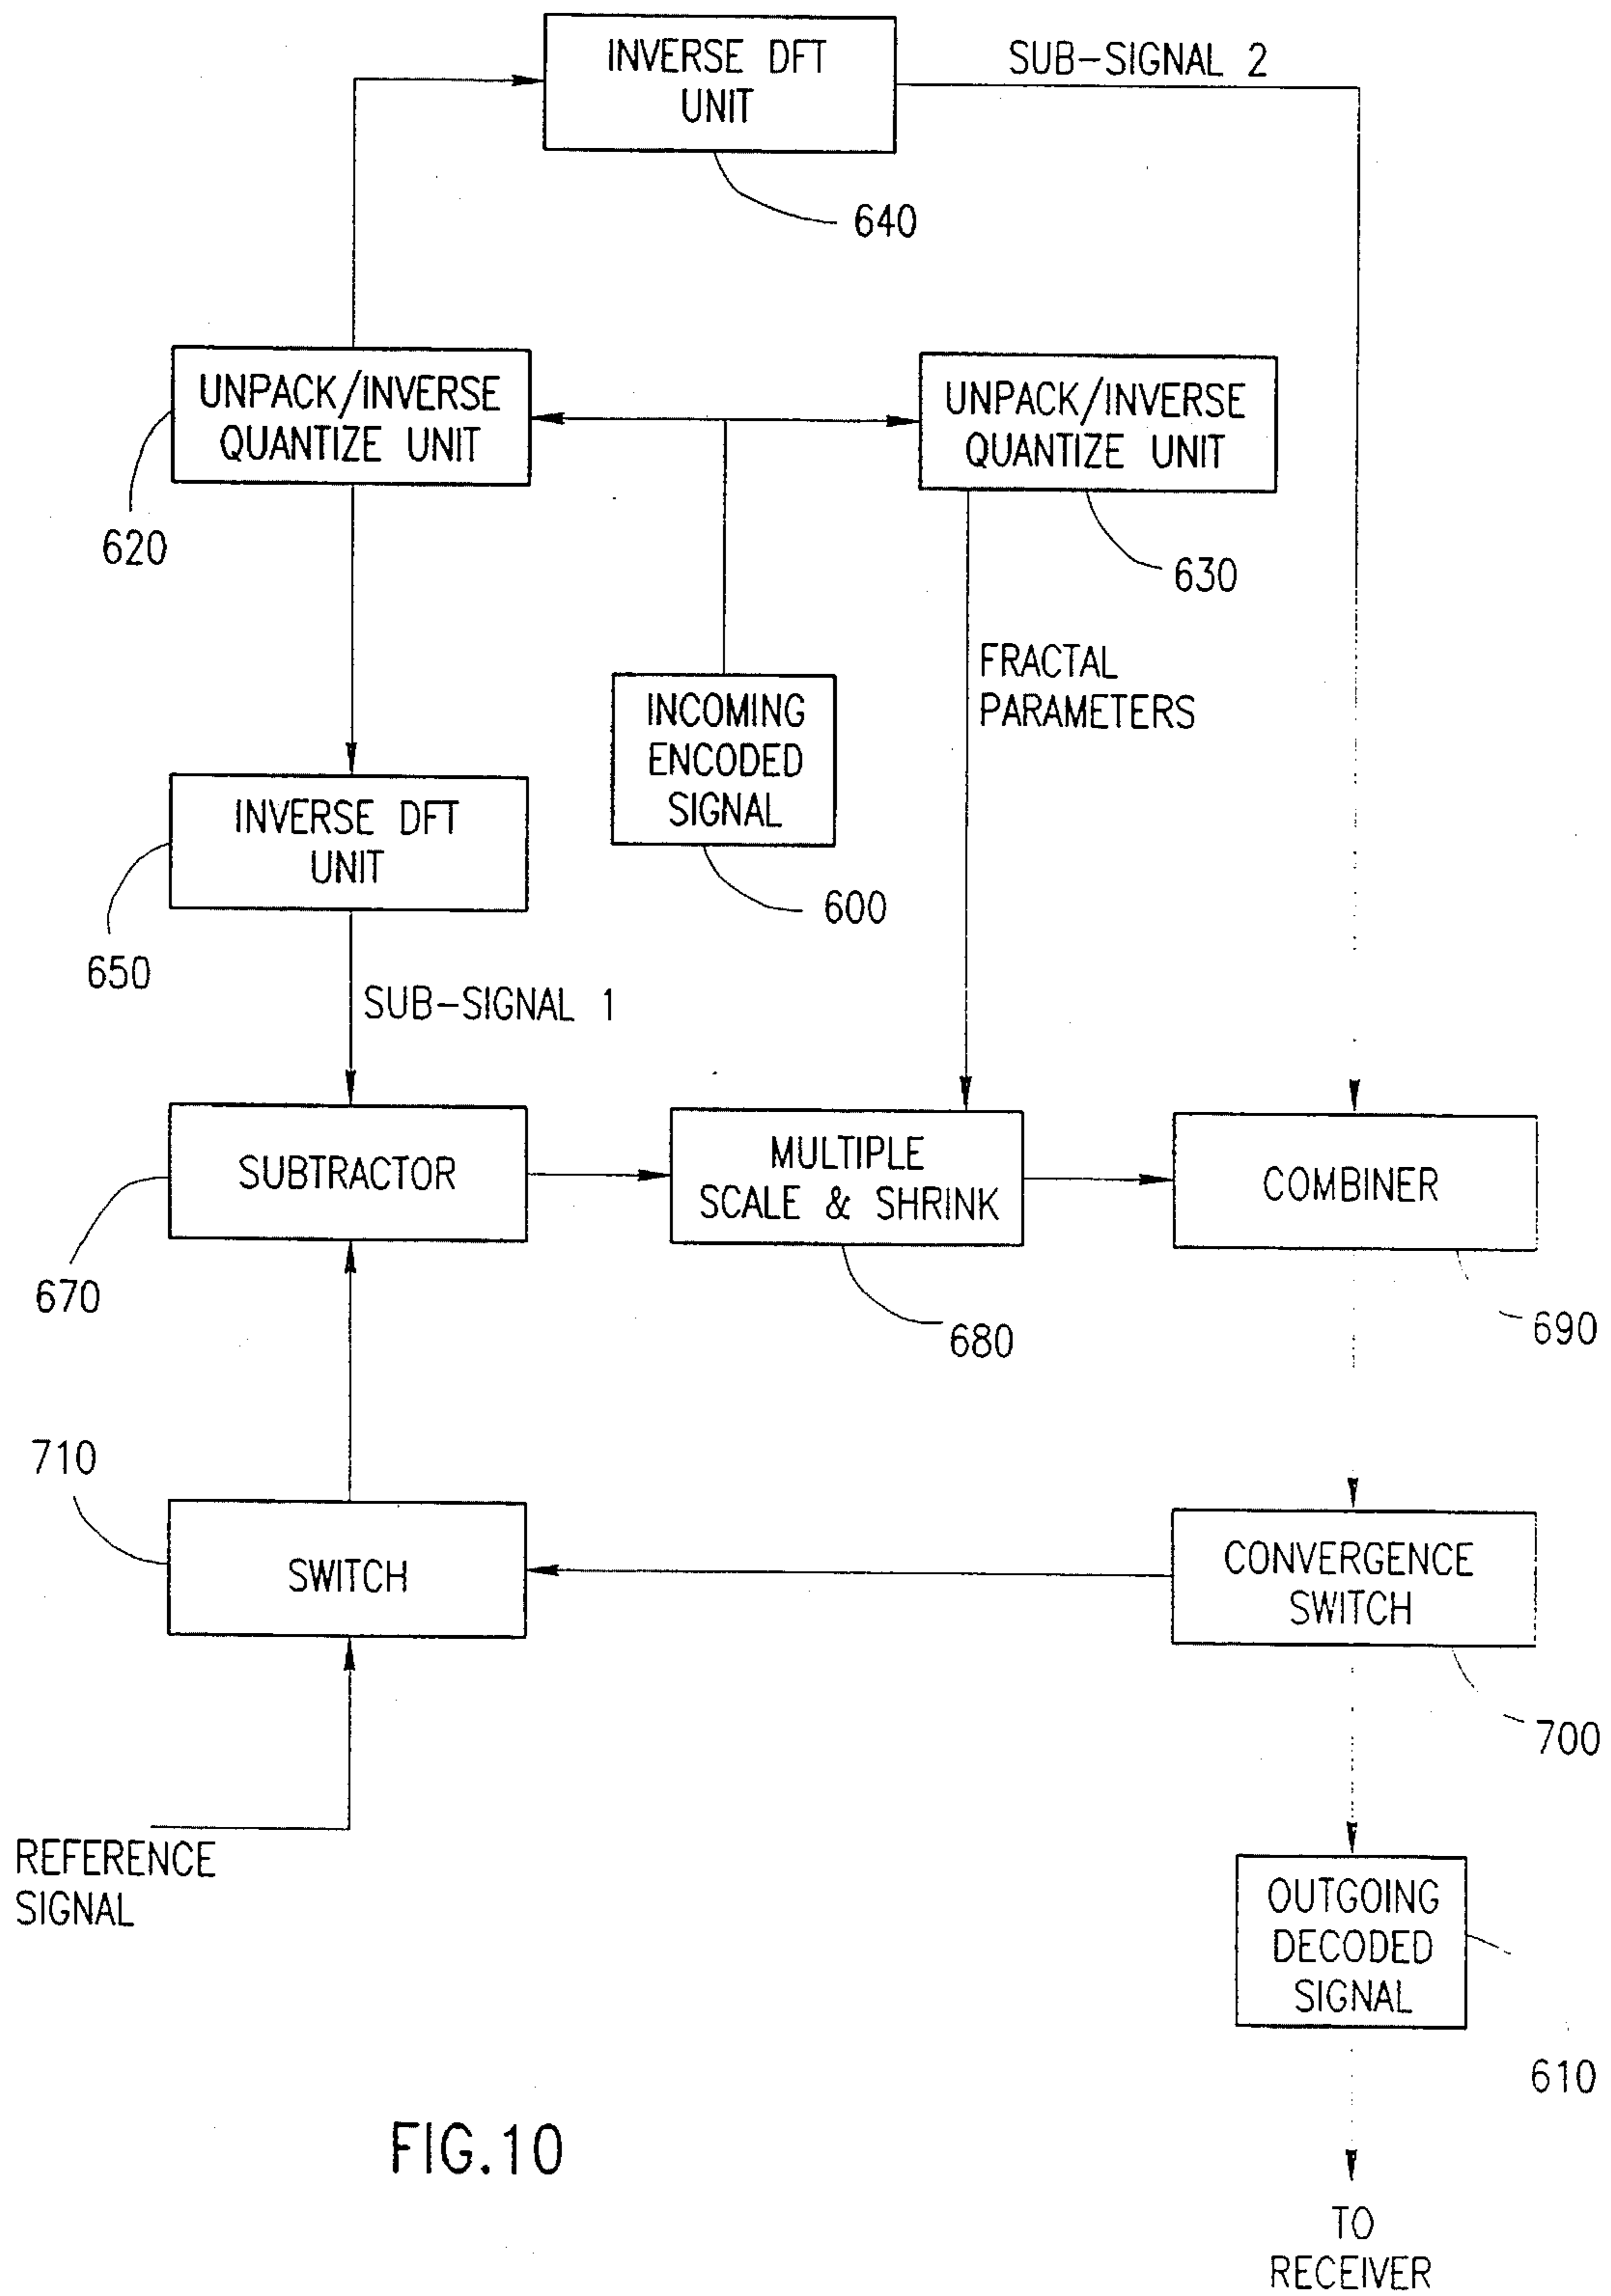 INVERSE DFT
UNIT
SUB-SIGNAL 2
640
UNPACK/INVERSE
QUANTIZE UNIT
UNPACK/INVERSE
QUANTIZE UNIT
620
630
FRACTAL
PARAMETERS
INCOMING
ENCODED
SIGNAL
INVERSE DFT
UNIT
600
650
SUB-SIGNAL 1
SUBTRACTOR
MULTIPLE
SCALE & SHRINK
COMBINER
670
680
690
710
SWITCH
CONVERGENCE
SWITCH
700
REFERENCE
SIGNAL
OUTGOING
DECODED
SIGNAL
610
FIG.10
TO
RECEIVER